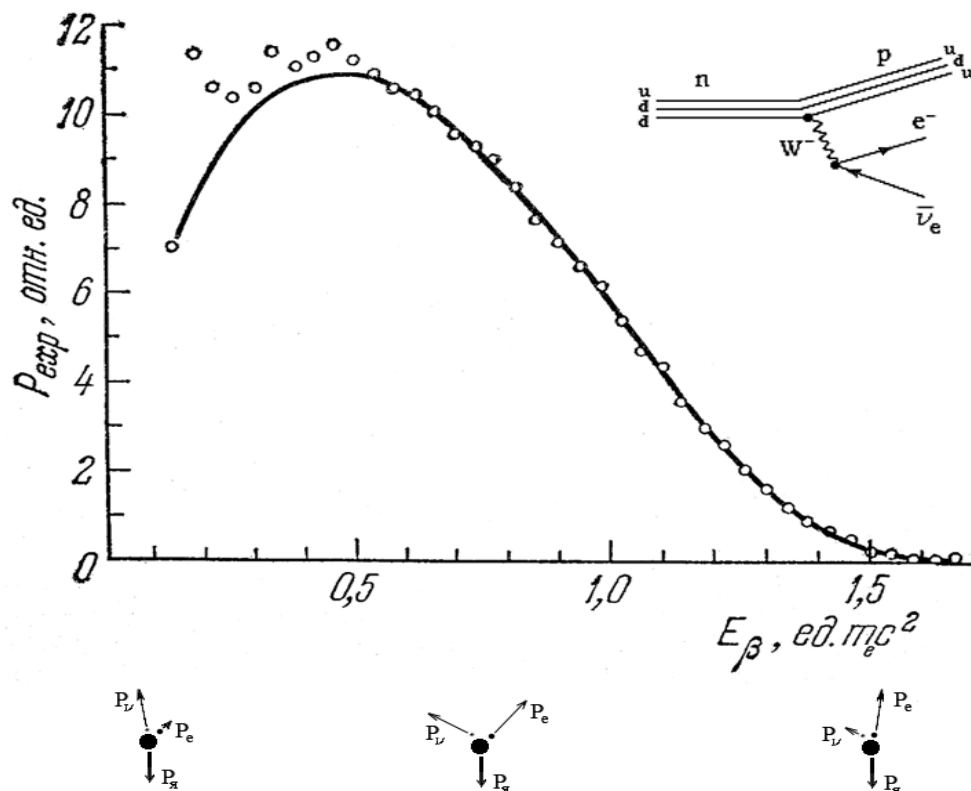 12
10
8
6
4
2
0
P_exp, отн. ед.
0,5
1,0
1,5
E_β, ед. m_e c²
n
p
u
d
d
u
d
u
W⁻
e⁻
ν̄_e
P_ν
P_e
P_я
P_ν
P_e
P_я
P_ν
P_e
P_я